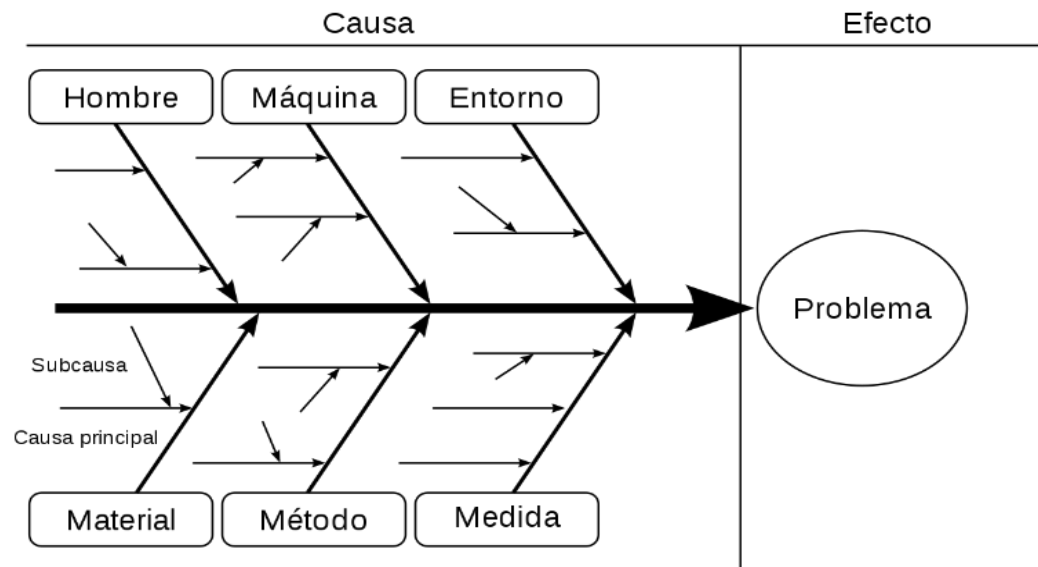 Causa
Efecto
Hombre
Máquina
Entorno
Problema
Subcausa
Causa principal
Material
Método
Medida